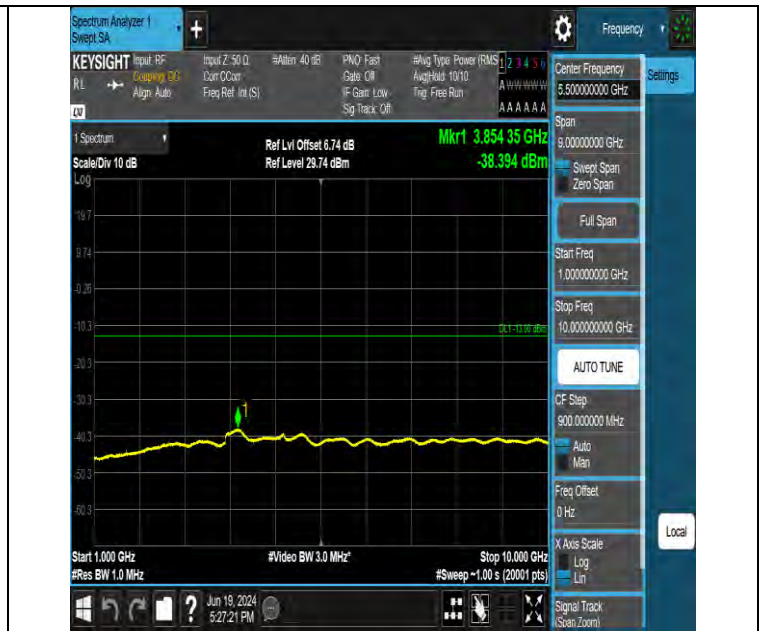 Spectrum Analyzer 1
Swept SA
+
Frequency
KEYSIGHT
RL
Input: RF
Coupling: DC
Align: Auto
Input Z: 50 Ω
Corr CCorr
Freq Ref: Int (S)
#Atten: 40 dB
PNO: Fast
Gate: Off
IF Gain: Low
Sig Track: Off
#Avg Type: Power (RMS
Avg|Hold: 10/10
Trig: Free Run
1 2 3 4 5 6
A W W W W W
A A A A A A
1 Spectrum
Scale/Div 10 dB
Log
Ref Lvl Offset 6.74 dB
Ref Level 29.74 dBm
Mkr1 3.854 35 GHz
-38.394 dBm
19.7
9.74
-0.26
-10.3
-20.3
-30.3
-40.3
-50.3
-60.3
DL1 -13.00 dBm
1
Start 1.000 GHz
#Res BW 1.0 MHz
#Video BW 3.0 MHz*
Stop 10.000 GHz
#Sweep ~1.00 s (20001 pts)
Center Frequency
5.500000000 GHz
Settings
Span
9.00000000 GHz
Swept Span
Zero Span
Full Span
Start Freq
1.000000000 GHz
Stop Freq
10.000000000 GHz
AUTO TUNE
CF Step
900.000000 MHz
Auto
Man
Freq Offset
0 Hz
X Axis Scale
Log
Lin
Local
Signal Track
(Span Zoom)
?
Jun 19, 2024
5:27:21 PM